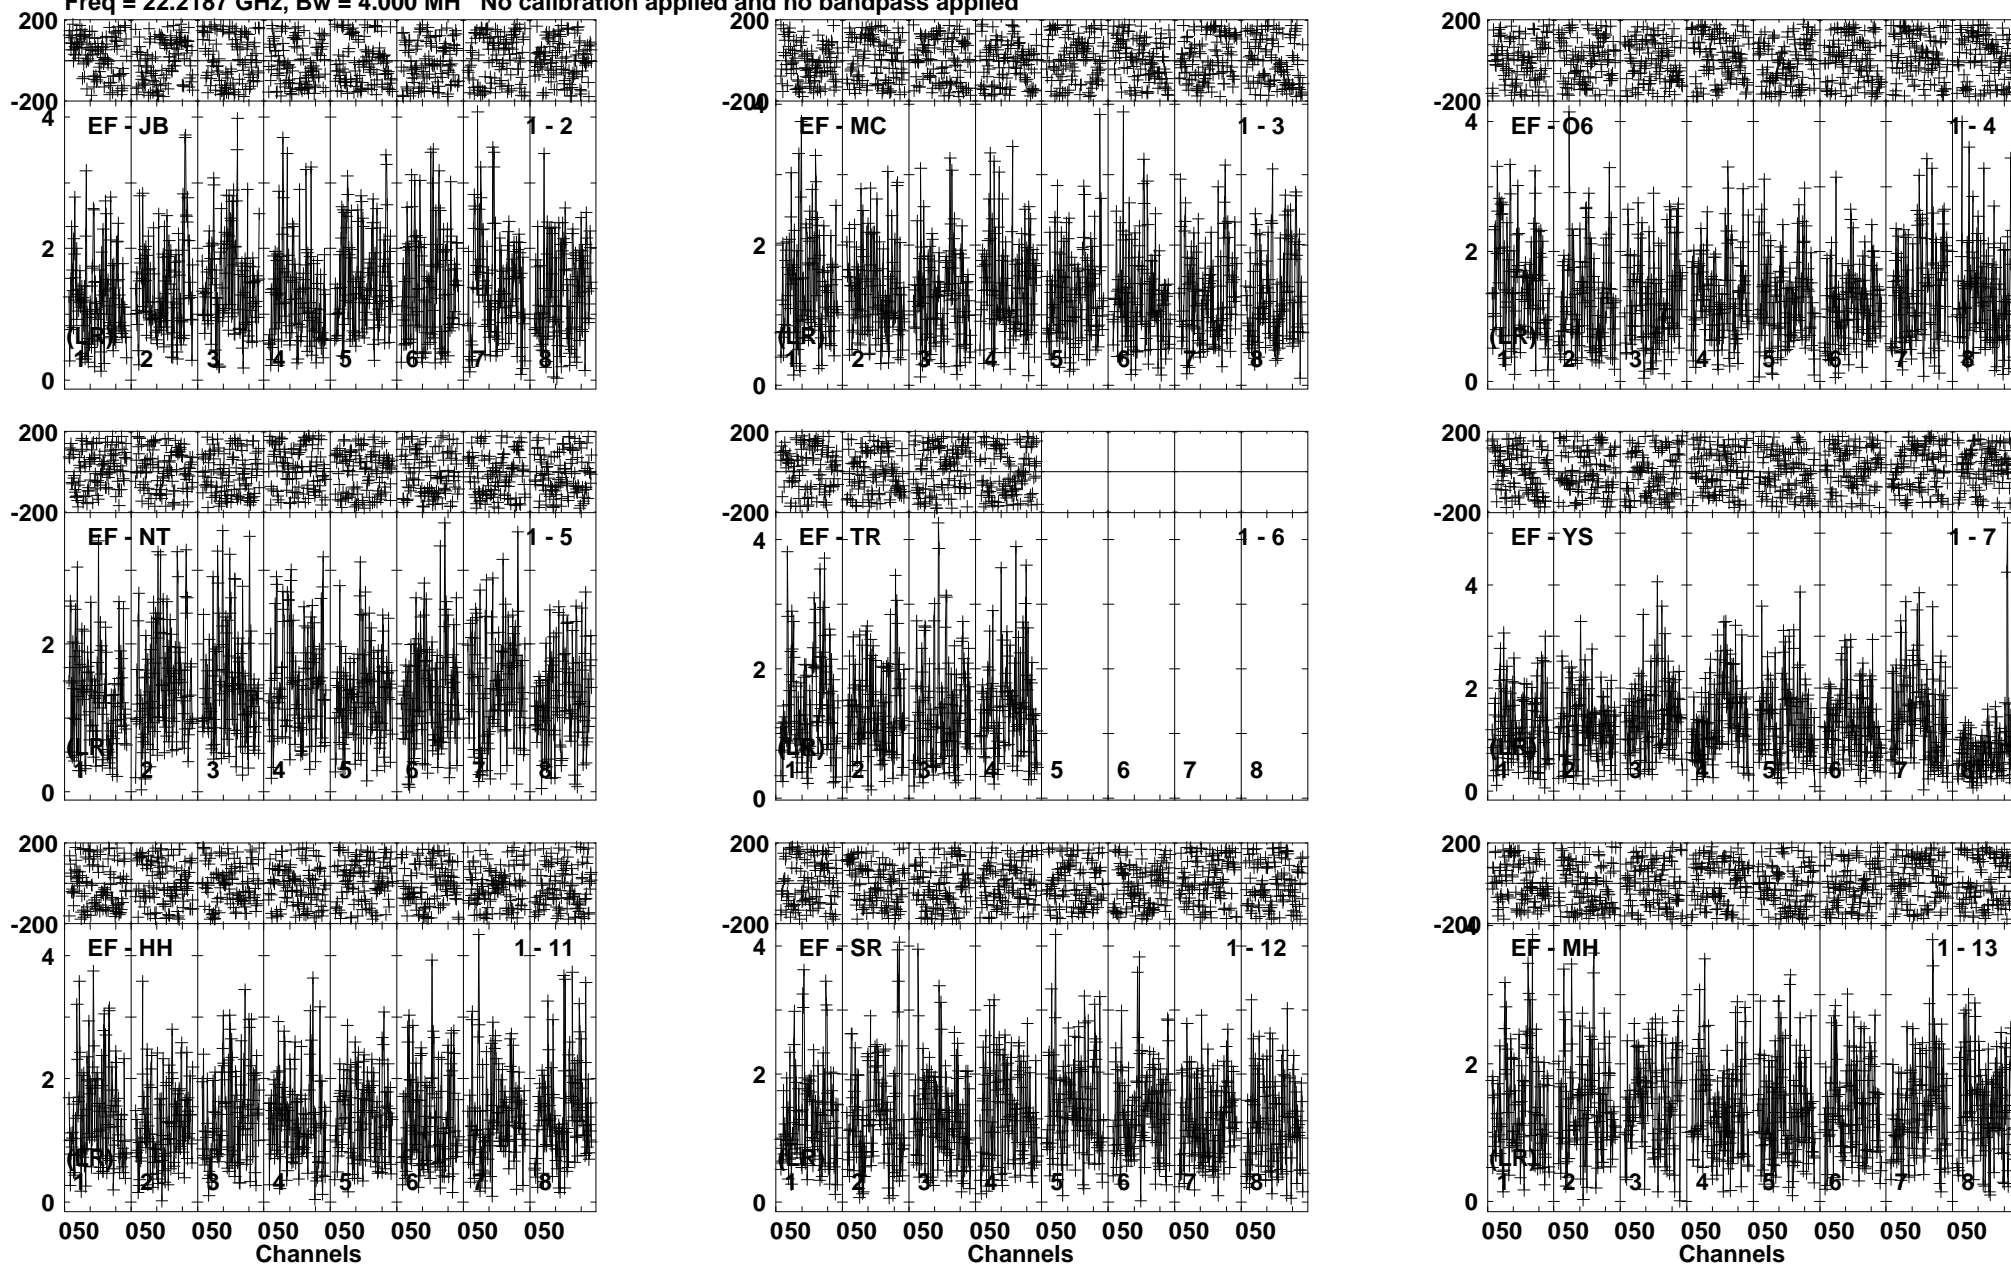 Freq = 22.2187 GHz, Bw = 4.000 MH No calibration applied and no bandpass applied
200 200 200
-200 -200 -200
4 4 4
EF - JB 1 - 2 EF - MC 1 - 3 EF - O6 1 - 4
2 2 2
(LR) (LR) (LR)
1 2 3 4 5 6 7 8 1 2 3 4 5 6 7 8 1 2 3 4 5 6 7 8
0 0 0
200 200 200
-200 -200 -200
EF - NT 1 - 5 EF - TR 1 - 6 EF - YS 1 - 7
4 4
2 2 2
(LR) (LR) (LR)
1 2 3 4 5 6 7 8 1 2 3 4 5 6 7 8 1 2 3 4 5 6 7 8
0 0 0
200 200 200
-200 -200 -200
4 4 4
EF - HH 1 - 11 EF - SR 1 - 12 EF - MH 1 - 13
2 2 2
(LR) (LR) (LR)
1 2 3 4 5 6 7 8 1 2 3 4 5 6 7 8 1 2 3 4 5 6 7 8
0 0 0
050 050 050 050 050 050 050 050 050 050 050 050 050 050 050 050 050 050 050 050 050 050 050 050
Channels Channels Channels